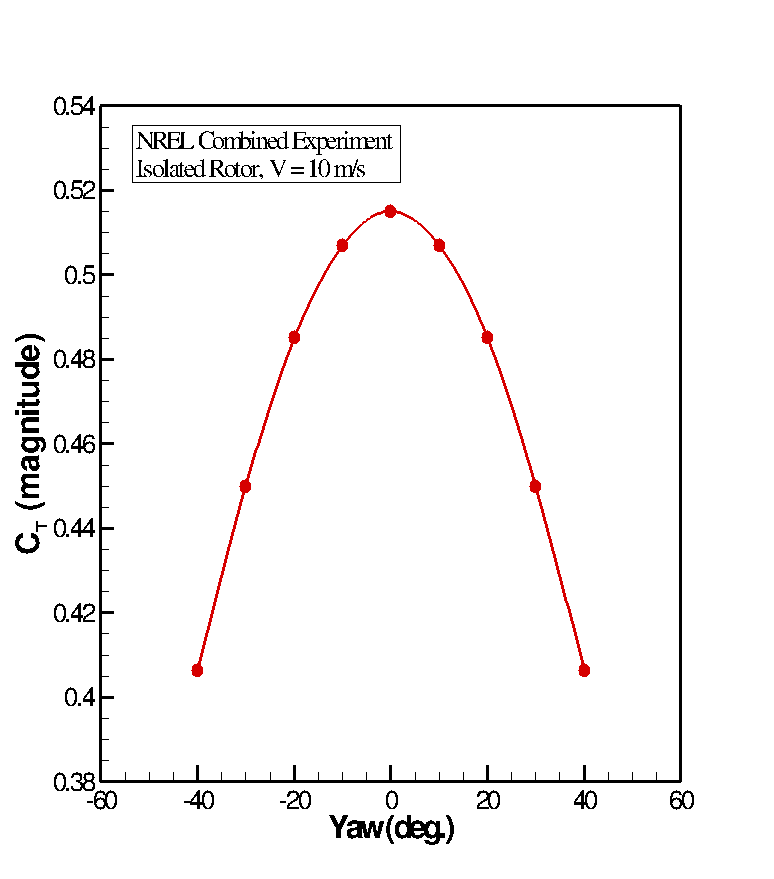 0.54
NREL Combined Experiment
Isolated Rotor, V = 10 m/s
0.52
0.5
0.48
0.46
0.44
0.42
0.4
0.38
C_T (magnitude)
-60 -40 -20 0 20 40 60
Yaw (deg.)